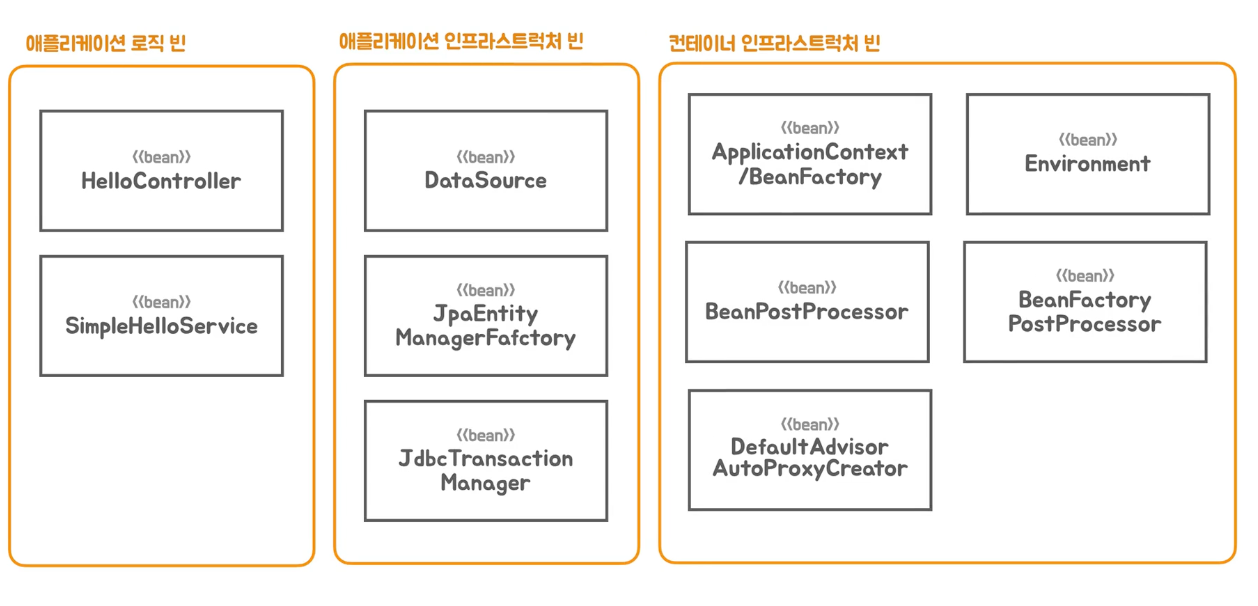 애플리케이션 로직 빈
《bean》
HelloController
《bean》
SimpleHelloService
애플리케이션 인프라스트럭처 빈
《bean》
DataSource
《bean》
JpaEntity
ManagerFafctory
《bean》
JdbcTransaction
Manager
컨테이너 인프라스트럭처 빈
《bean》
ApplicationContext
/BeanFactory
《bean》
Environment
《bean》
BeanPostProcessor
《bean》
BeanFactory
PostProcessor
《bean》
DefaultAdvisor
AutoProxyCreator